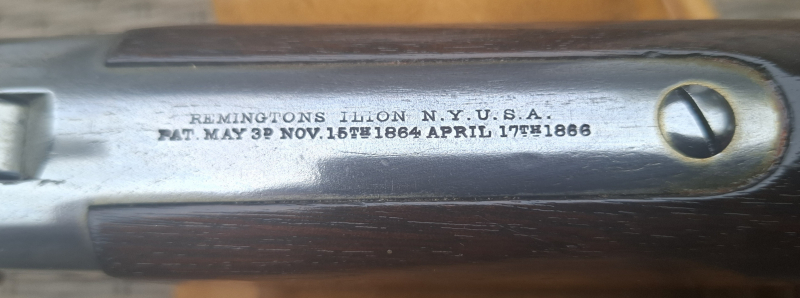 REMINGTONS ILION N.Y.U.S.A.
PAT. MAY 3D NOV. 15TH 1864 APRIL 17TH 1866